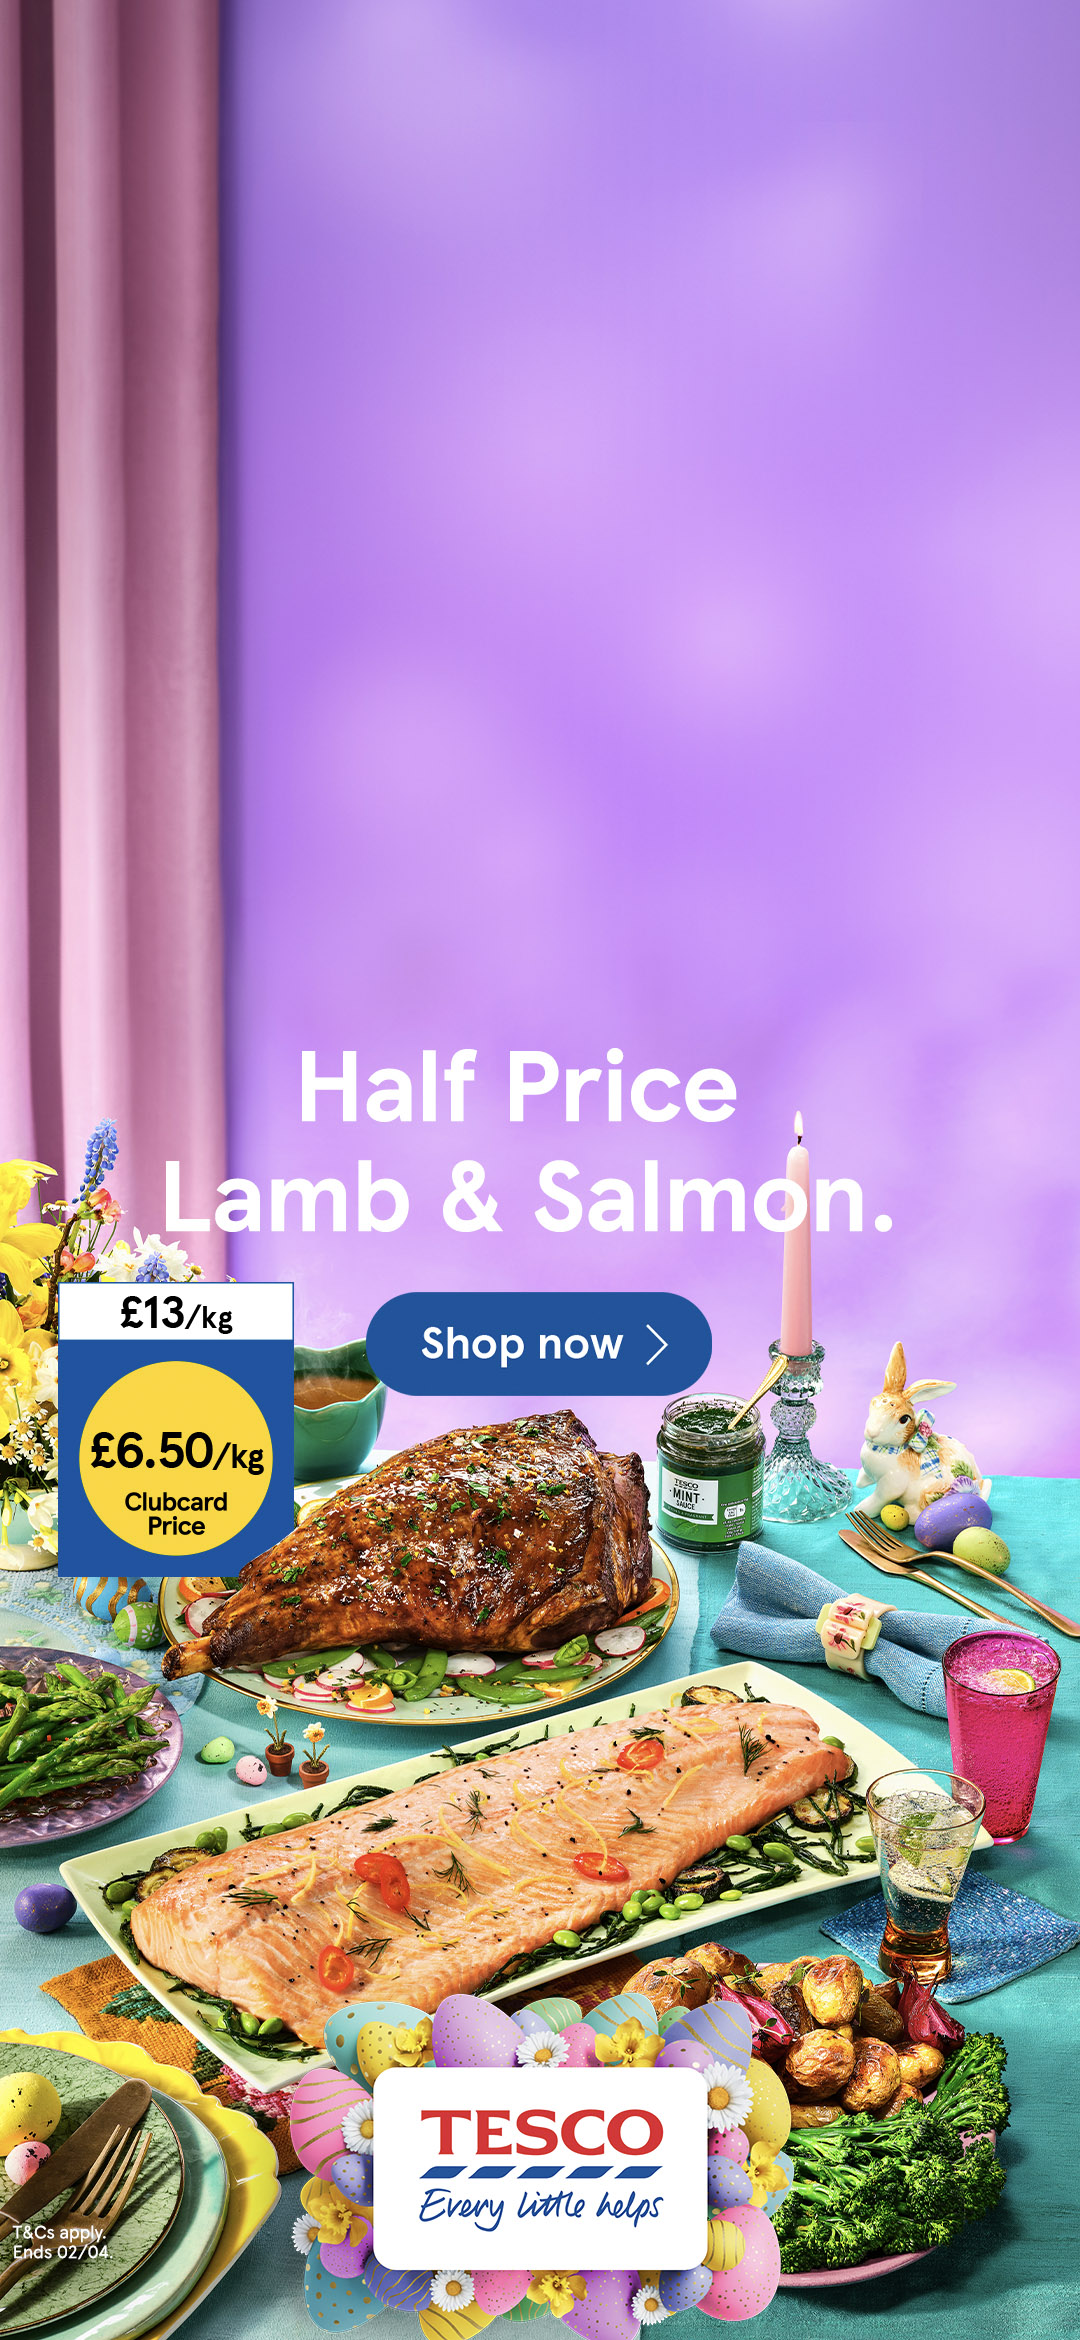 Half Price
Lamb & Salmon.
£13/kg
Shop now
£6.50/kg
Clubcard
Price
TESCO
MINT
SAUCE
TESCO
Every little helps
T&Cs apply.
Ends 02/04.